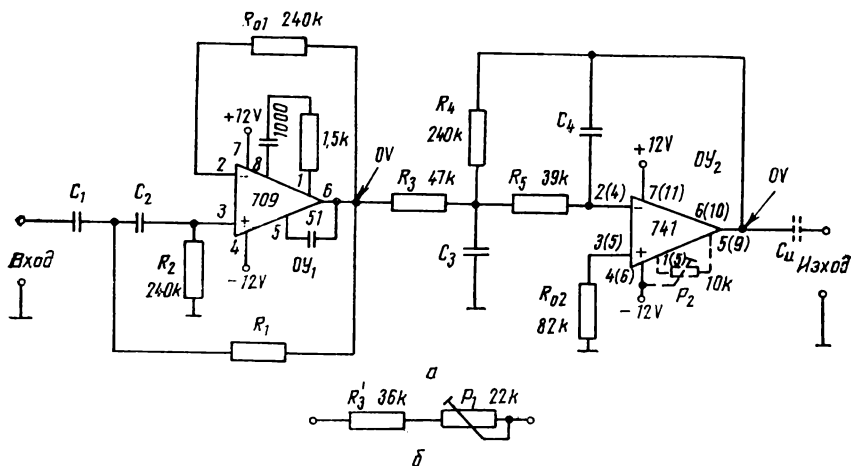 R₀₁ 240k
+12V
7
8
1000
1,5k
1
2
-
709
6
0V
3
+
4
5
51
ОУ₁
-12V
C₁
C₂
Вход
R₂
240k
R₁
R₃
47k
R₄
240k
C₄
R₅
39k
C₃
+12V
ОУ₂
0V
2(4)
7(11)
-
6(10)
741
5(9)
3(5)
+
1(5)
4(6)
P₂
10k
-12V
R₀₂
82k
Cᵤ
Изход
а
R₃' 36k
P₁ 22k
б